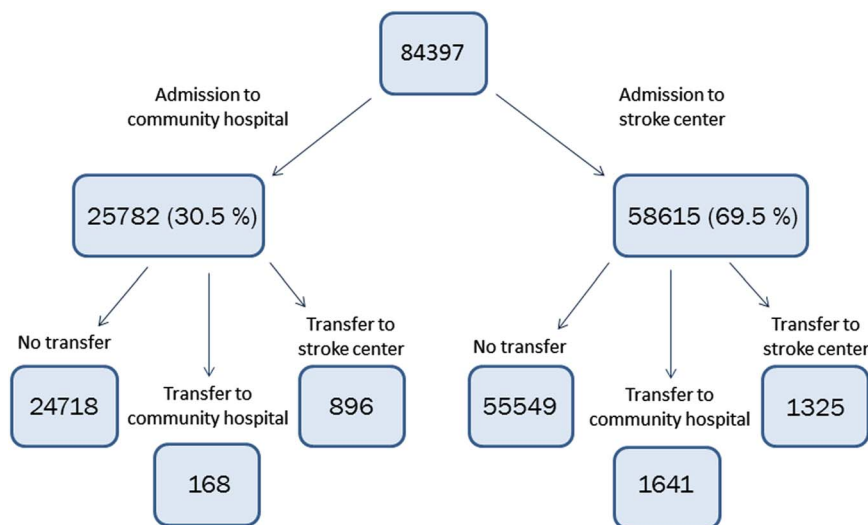 84397
Admission to
community hospital
Admission to
stroke center
25782 (30.5 %)
58615 (69.5 %)
No transfer
24718
Transfer to
community hospital
168
Transfer to
stroke center
896
No transfer
55549
Transfer to
community hospital
1641
Transfer to
stroke center
1325